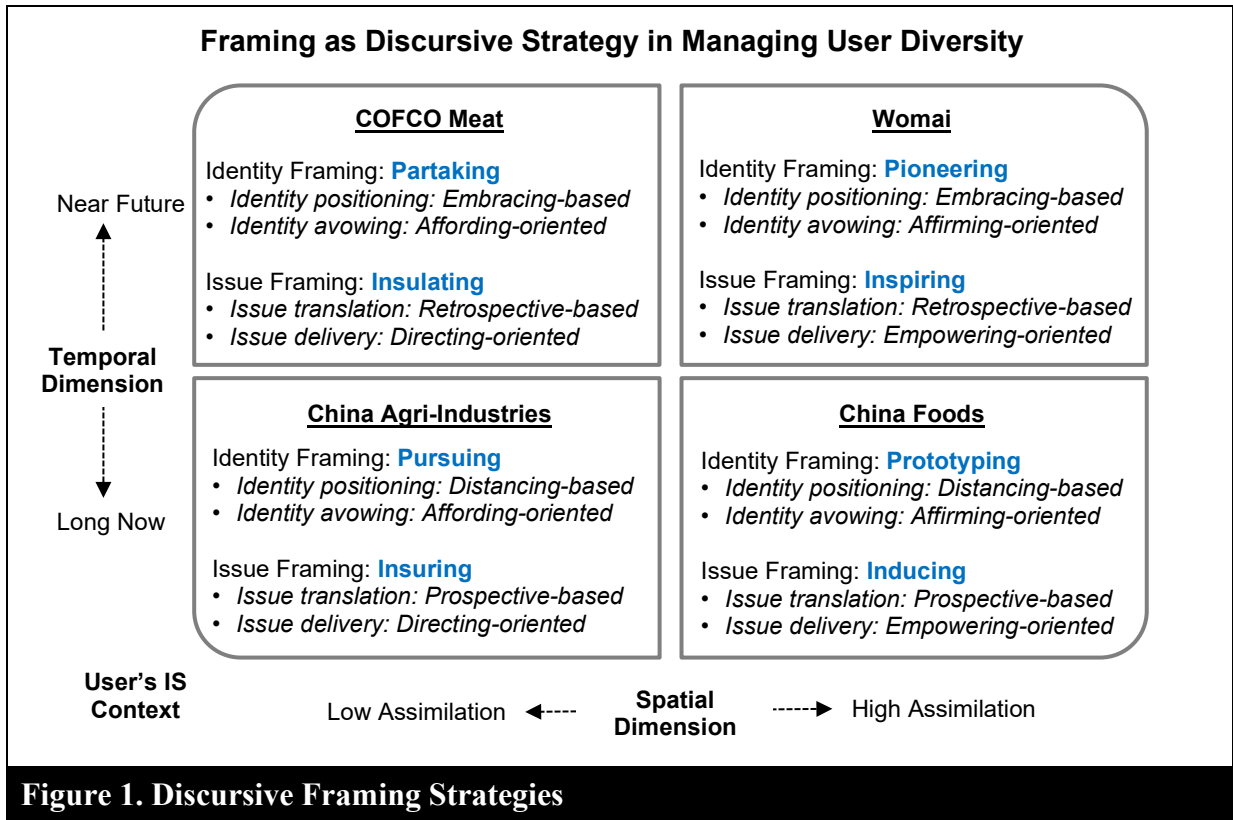 Framing as Discursive Strategy in Managing User Diversity
COFCO Meat
Identity Framing: Partaking
• Identity positioning: Embracing-based
• Identity avowing: Affording-oriented
Issue Framing: Insulating
• Issue translation: Retrospective-based
• Issue delivery: Directing-oriented
Womai
Identity Framing: Pioneering
• Identity positioning: Embracing-based
• Identity avowing: Affirming-oriented
Issue Framing: Inspiring
• Issue translation: Retrospective-based
• Issue delivery: Empowering-oriented
Near Future
Temporal
Dimension
Long Now
China Agri-Industries
Identity Framing: Pursuing
• Identity positioning: Distancing-based
• Identity avowing: Affording-oriented
Issue Framing: Insuring
• Issue translation: Prospective-based
• Issue delivery: Directing-oriented
China Foods
Identity Framing: Prototyping
• Identity positioning: Distancing-based
• Identity avowing: Affirming-oriented
Issue Framing: Inducing
• Issue translation: Prospective-based
• Issue delivery: Empowering-oriented
User's IS
Context
Low Assimilation
Spatial
Dimension
High Assimilation
Figure 1. Discursive Framing Strategies